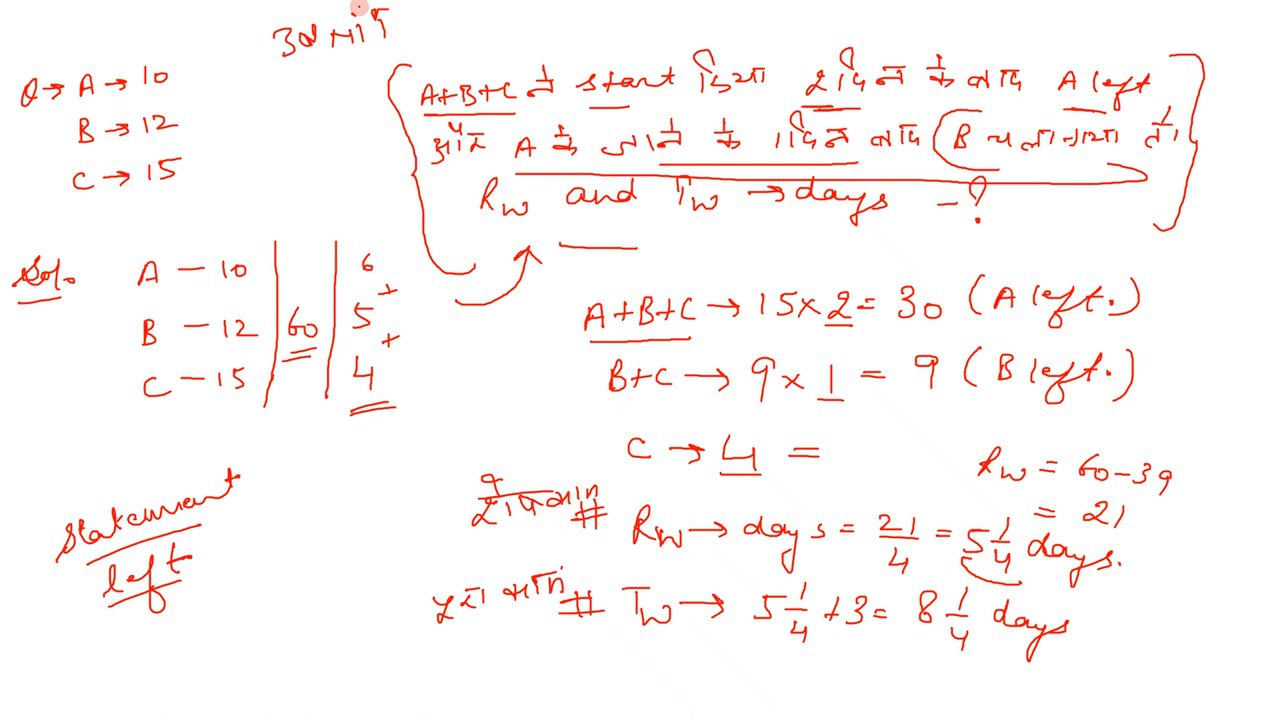 Q → A → 10
B → 12
C → 15
A+B+C ने start किया 2 दिन के बाद A left
और A के जाने के 1 दिन बाद B चला गया तो
Rw and Tw → days - ?
Sol.
A - 10 6
B - 12 60 5
C - 15 4
+
+
A+B+C → 15 × 2 = 30 (A left.)
B+C → 9 × 1 = 9 (B left.)
C → 4 =
Rw = 60 - 39
= 21
# Rw → days = 21/4 = 5 1/4 days.
# Tw → 5 1/4 + 3 = 8 1/4 days
Statement
left